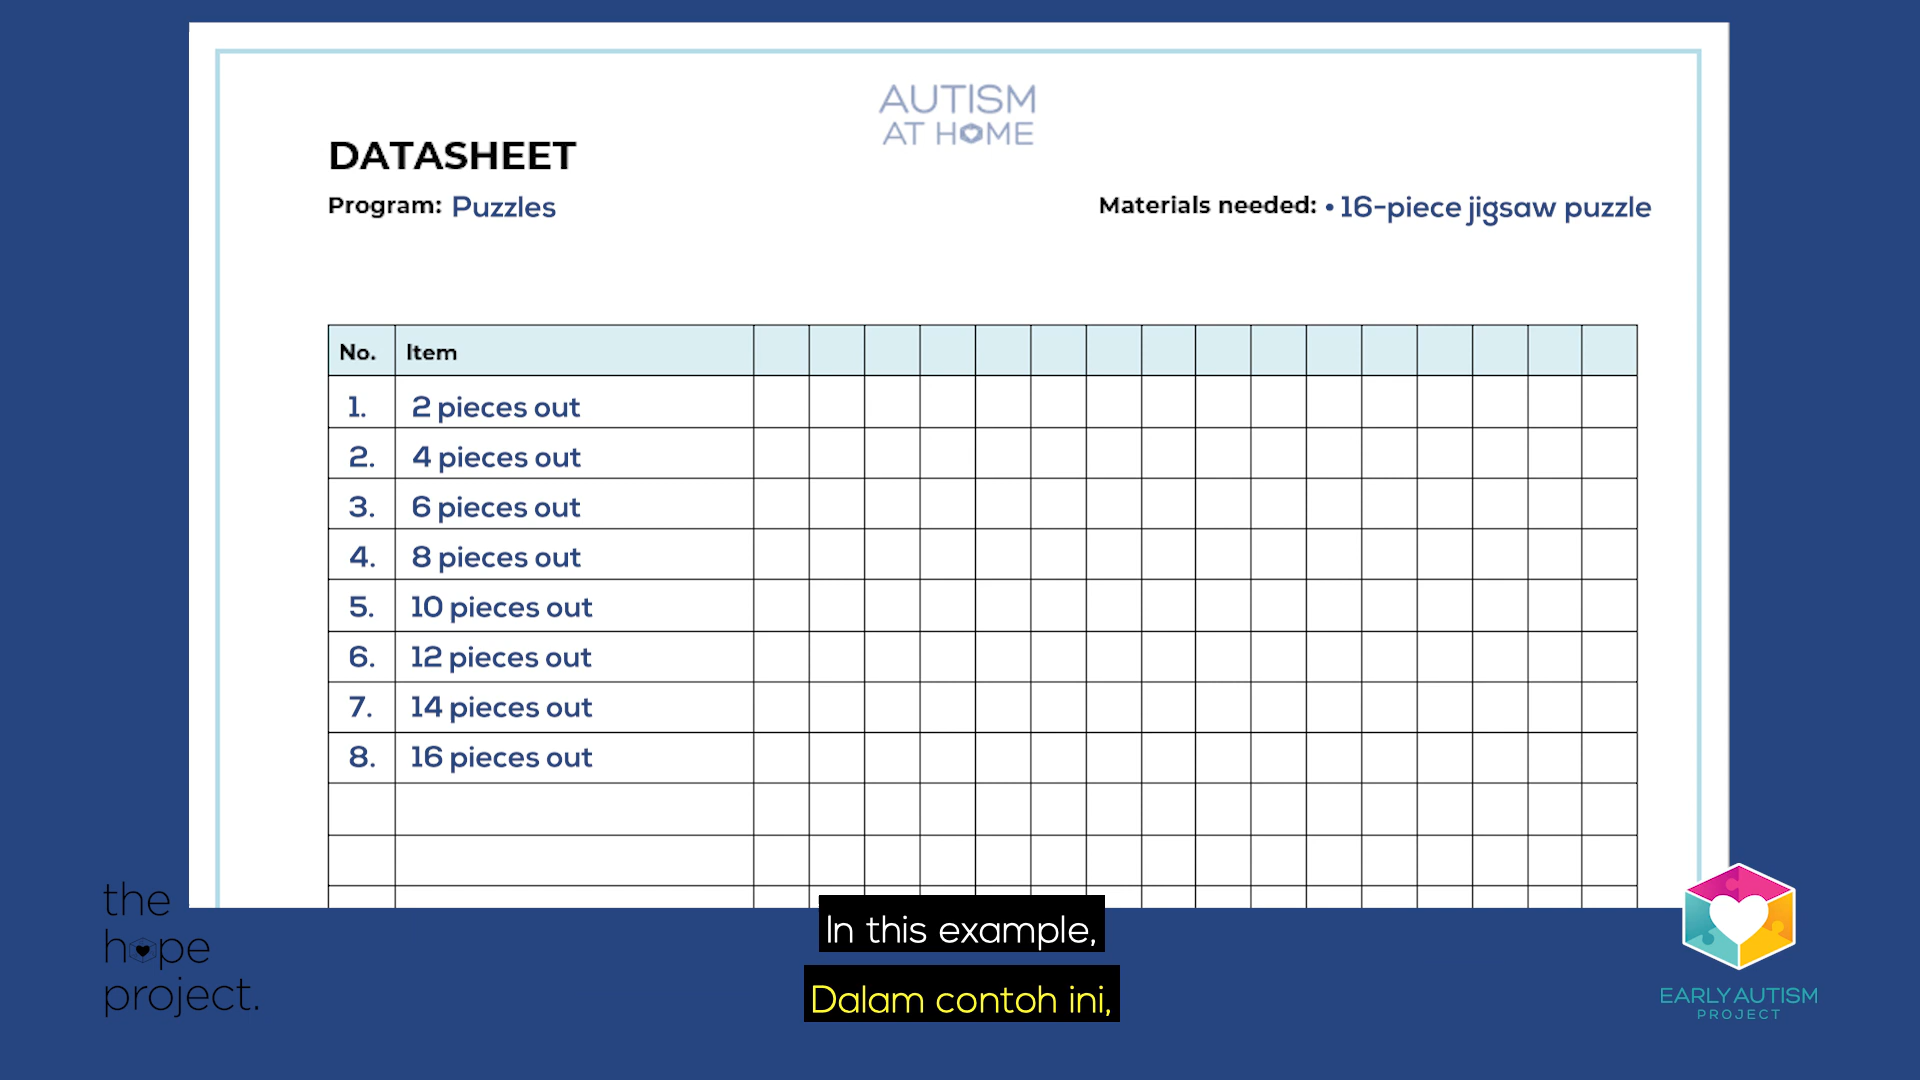 AUTISM
AT HOME
DATASHEET
Program: Puzzles
Materials needed: • 16-piece jigsaw puzzle
No. Item
1. 2 pieces out
2. 4 pieces out
3. 6 pieces out
4. 8 pieces out
5. 10 pieces out
6. 12 pieces out
7. 14 pieces out
8. 16 pieces out
the
hope
project.
In this example,
Dalam contoh ini,
EARLY AUTISM
PROJECT